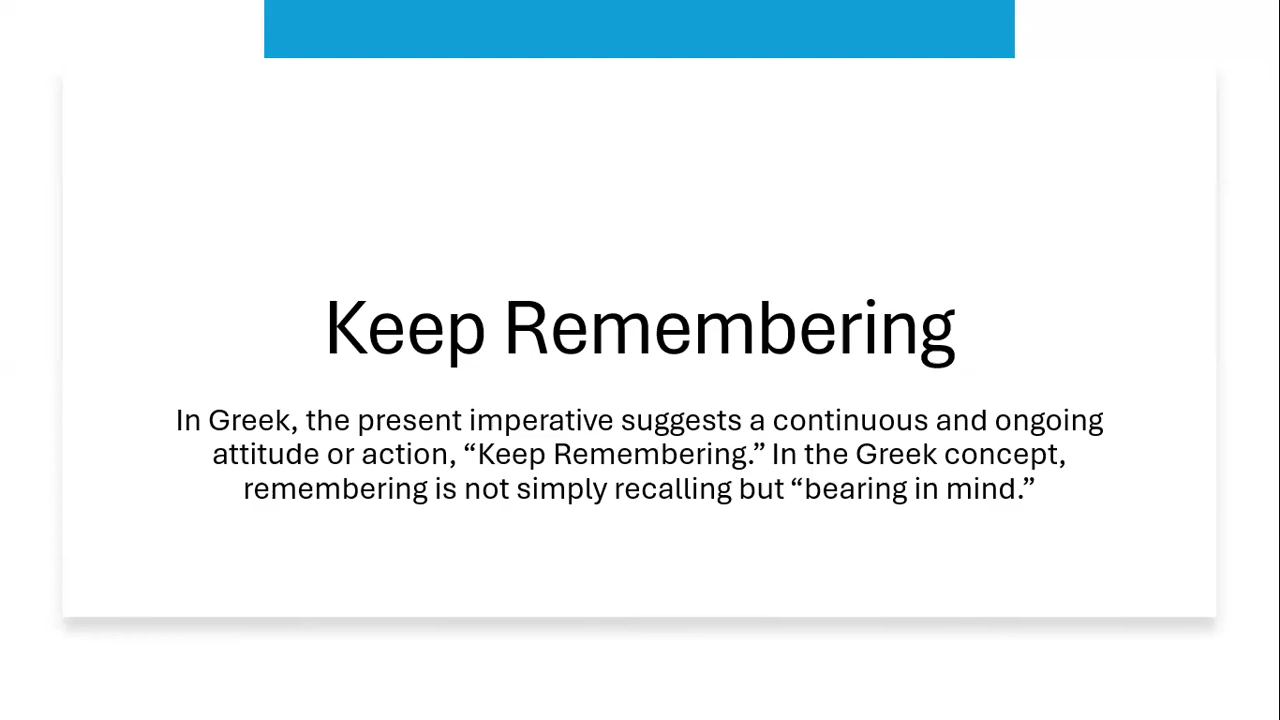 Keep Remembering
In Greek, the present imperative suggests a continuous and ongoing
attitude or action, “Keep Remembering.” In the Greek concept,
remembering is not simply recalling but “bearing in mind.”